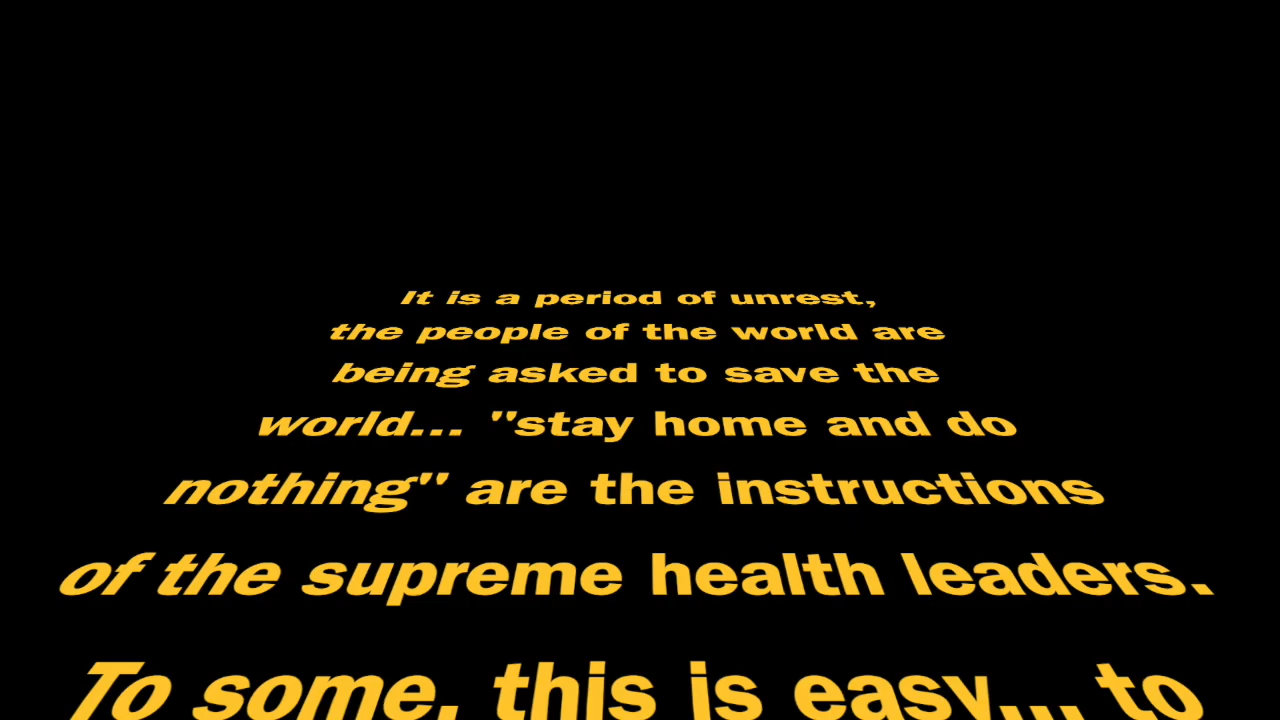 It is a period of unrest,
the people of the world are
being asked to save the
world... "stay home and do
nothing" are the instructions
of the supreme health leaders.
To some, this is easy... to